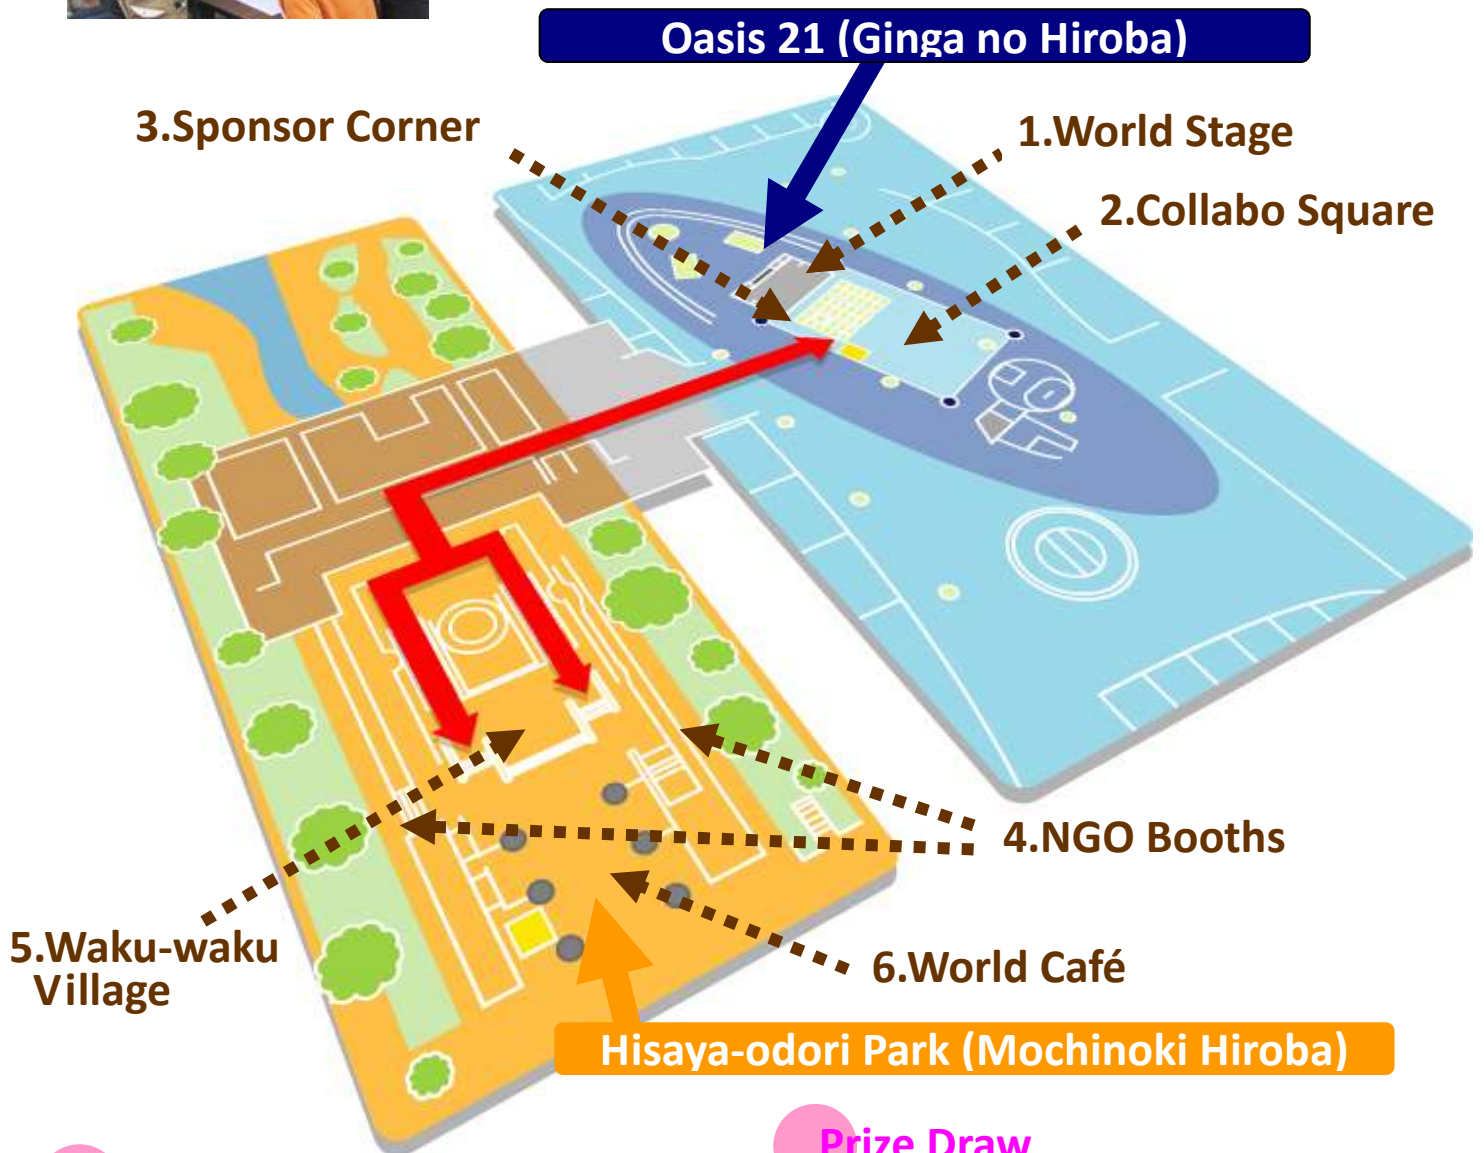 Oasis 21 (Ginga no Hiroba)
3.Sponsor Corner
1.World Stage
2.Collabo Square
4.NGO Booths
5.Waku-waku
Village
6.World Café
Hisaya-odori Park (Mochinoki Hiroba)
Prize Draw